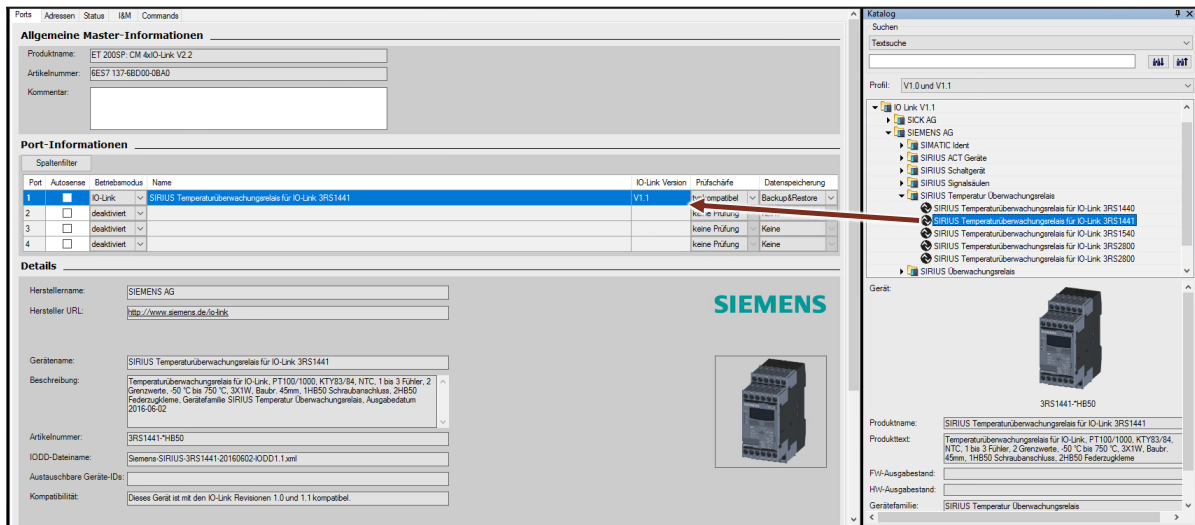 Ports Adressen Status I&M Commands
Allgemeine Master-Informationen
Produktname: ET 200SP: CM 4xIO-Link V2.2
Artikelnummer: 6ES7 137-6BD00-0BA0
Kommentar:
Port-Informationen
Spaltenfilter
Port Autosense Betriebsmodus Name IO-Link Version Prüfschärfe Datenspeicherung
1 IO-Link SIRIUS Temperaturüberwachungsrelais für IO-Link 3RS1441 V1.1 Backup&Restore
2 deaktiviert keine Prüfung
3 deaktiviert keine Prüfung Keine
4 deaktiviert keine Prüfung Keine
Details
Herstellername: SIEMENS AG
Hersteller URL: http://www.siemens.de/io-link
SIEMENS
Gerätename: SIRIUS Temperaturüberwachungsrelais für IO-Link 3RS1441
Beschreibung: Temperaturüberwachungsrelais für IO-Link, PT100/1000, KTY83/84, NTC, 1 bis 3 Fühler, 2
Grenzwerte, -50 °C bis 750 °C, 3X1W, Baubr. 45mm, 1HB50 Schraubanschluss, 2HB50
Federzugkleme, Gerätefamilie SIRIUS Temperatur Überwachungsrelais, Ausgabedatum
2016-06-02
Artikelnummer: 3RS1441-*HB50
IODD-Dateiname: Siemens-SIRIUS-3RS1441-20160602-IODD1.1.xml
Austauschbare Geräte-IDs:
Kompatibilität: Dieses Gerät ist mit den IO-Link Revisionen 1.0 und 1.1 kompatibel.
Katalog
Suchen
Textsuche
Profil: V1.0 und V1.1
IO Link V1.1
SICK AG
SIEMENS AG
SIMATIC Ident
SIRIUS ACT Geräte
SIRIUS Schaltgerät
SIRIUS Signalsäulen
SIRIUS Temperatur Überwachungsrelais
SIRIUS Temperaturüberwachungsrelais für IO-Link 3RS1440
SIRIUS Temperaturüberwachungsrelais für IO-Link 3RS1441
SIRIUS Temperaturüberwachungsrelais für IO-Link 3RS1540
SIRIUS Temperaturüberwachungsrelais für IO-Link 3RS2800
SIRIUS Temperaturüberwachungsrelais für IO-Link 3RS2800
SIRIUS Überwachungsrelais
Gerät:
3RS1441-*HB50
Produktname: SIRIUS Temperaturüberwachungsrelais für IO-Link 3RS1441
Produkttext: Temperaturüberwachungsrelais für IO-Link, PT100/1000, KTY83/84,
NTC, 1 bis 3 Fühler, 2 Grenzwerte, -50 °C bis 750 °C, 3X1W, Baubr.
45mm, 1HB50 Schraubanschluss, 2HB50 Federzugkleme
FW-Ausgabestand:
HW-Ausgabestand:
Gerätefamilie: SIRIUS Temperatur Überwachungsrelais